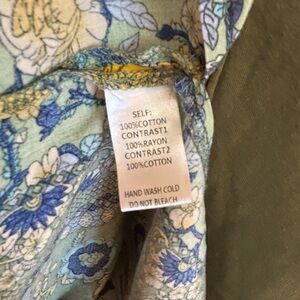 SELF:
100%COTTON
CONTRAST1
100%RAYON
CONTRAST2
100%COTTON
HAND WASH COLD
DO NOT BLEACH